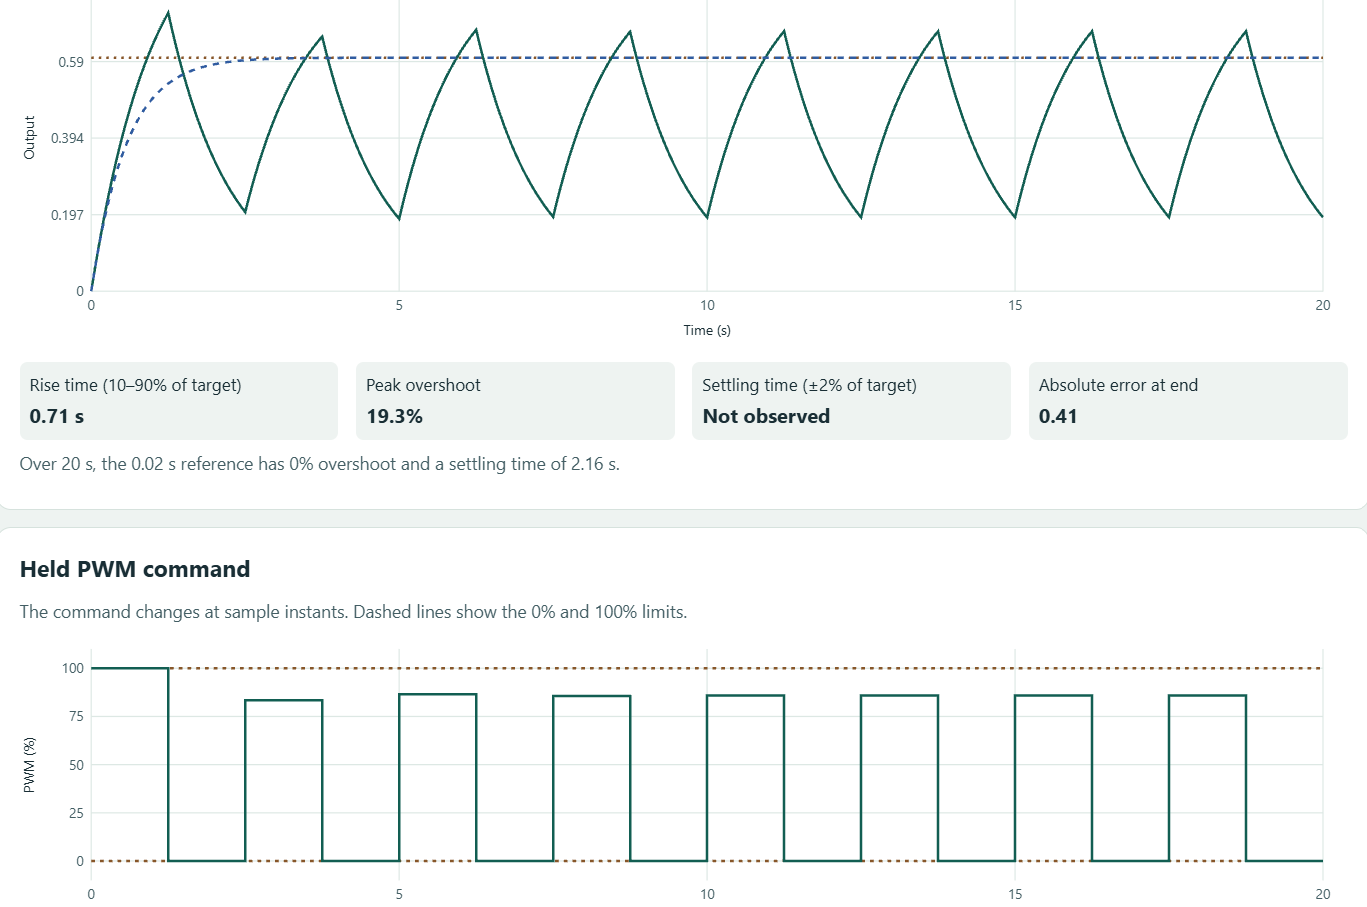 0.59
0.394
0.197
0
Output
0 5 10 15 20
Time (s)
Rise time (10–90% of target)
0.71 s
Peak overshoot
19.3%
Settling time (±2% of target)
Not observed
Absolute error at end
0.41
Over 20 s, the 0.02 s reference has 0% overshoot and a settling time of 2.16 s.
Held PWM command
The command changes at sample instants. Dashed lines show the 0% and 100% limits.
100
75
50
25
0
PWM (%)
0 5 10 15 20